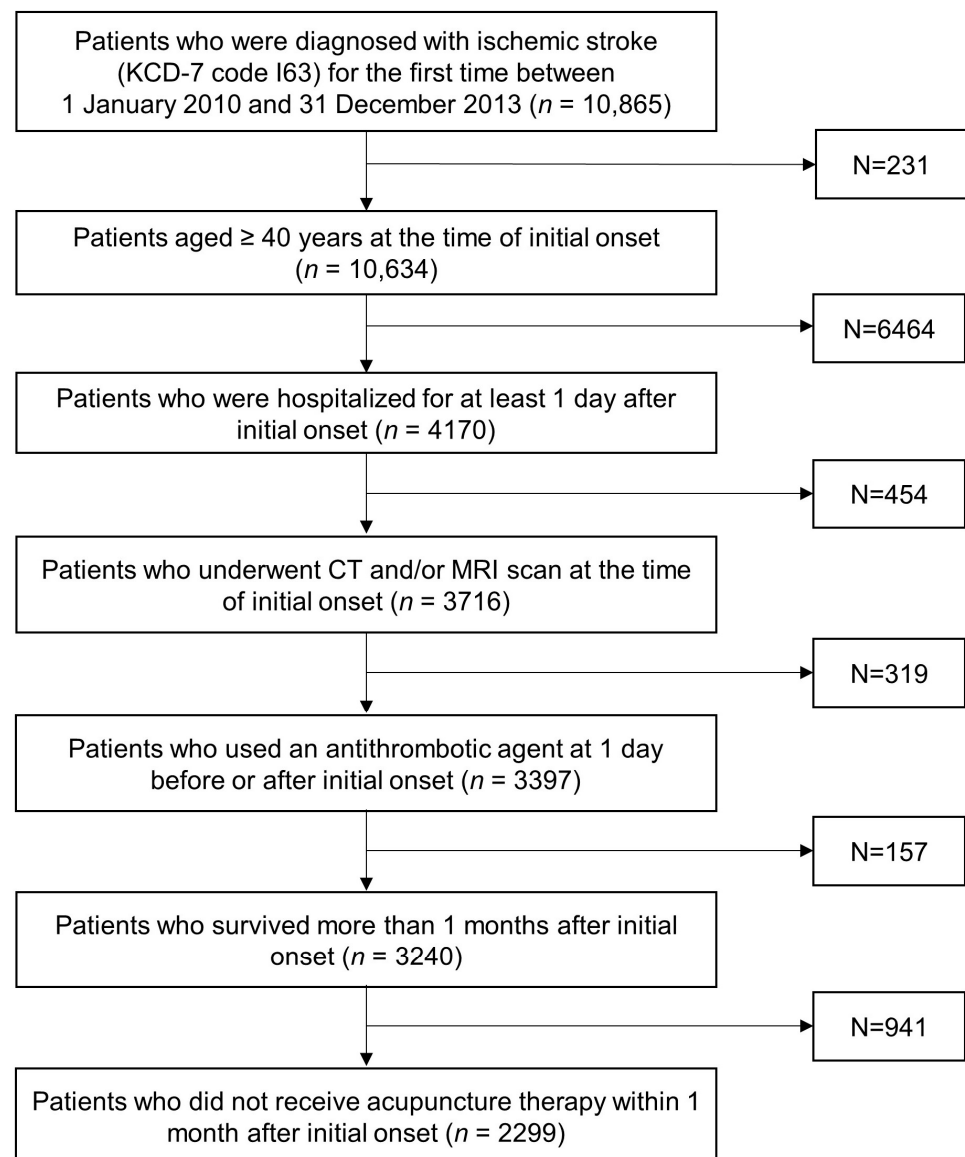 Patients who were diagnosed with ischemic stroke
(KCD-7 code I63) for the first time between
1 January 2010 and 31 December 2013 (n = 10,865)
N=231
Patients aged ≥ 40 years at the time of initial onset
(n = 10,634)
N=6464
Patients who were hospitalized for at least 1 day after
initial onset (n = 4170)
N=454
Patients who underwent CT and/or MRI scan at the time
of initial onset (n = 3716)
N=319
Patients who used an antithrombotic agent at 1 day
before or after initial onset (n = 3397)
N=157
Patients who survived more than 1 months after initial
onset (n = 3240)
N=941
Patients who did not receive acupuncture therapy within 1
month after initial onset (n = 2299)